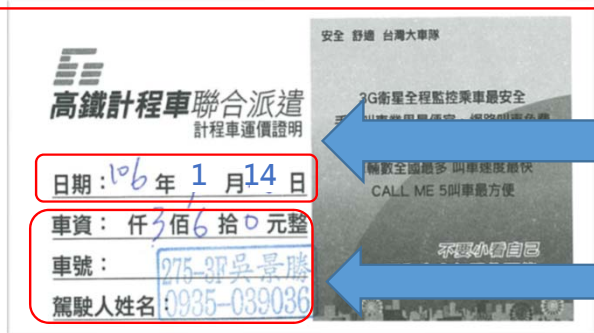 高鐵計程車聯合派遣
計程車運價證明
日期:106年 1 月14 日
車資: 仟3佰6拾0元整
車號: 275-3F吳景勝
駕駛人姓名:0935-039036
安全 舒適 台灣大車隊
3G衛星全程監控乘車最安全
輛數全國最多 叫車速度最快
CALL ME 5叫車最方便
不要小看自己